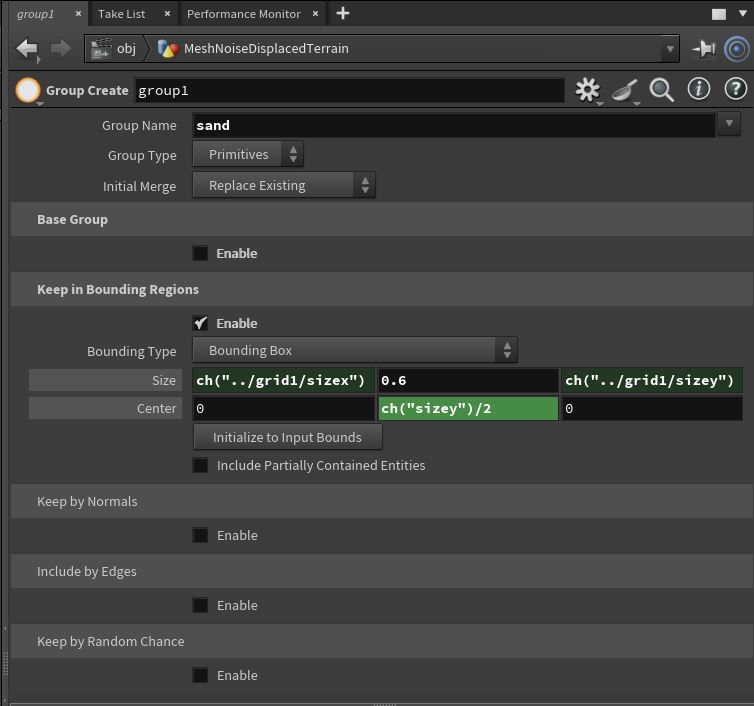 group1 × Take List × Performance Monitor × +
obj MeshNoiseDisplacedTerrain
Group Create group1
Group Name sand
Group Type Primitives
Initial Merge Replace Existing
Base Group
Enable
Keep in Bounding Regions
Enable
Bounding Type Bounding Box
Size ch("../grid1/sizex") 0.6 ch("../grid1/sizey")
Center 0 ch("sizey")/2 0
Initialize to Input Bounds
Include Partially Contained Entities
Keep by Normals
Enable
Include by Edges
Enable
Keep by Random Chance
Enable